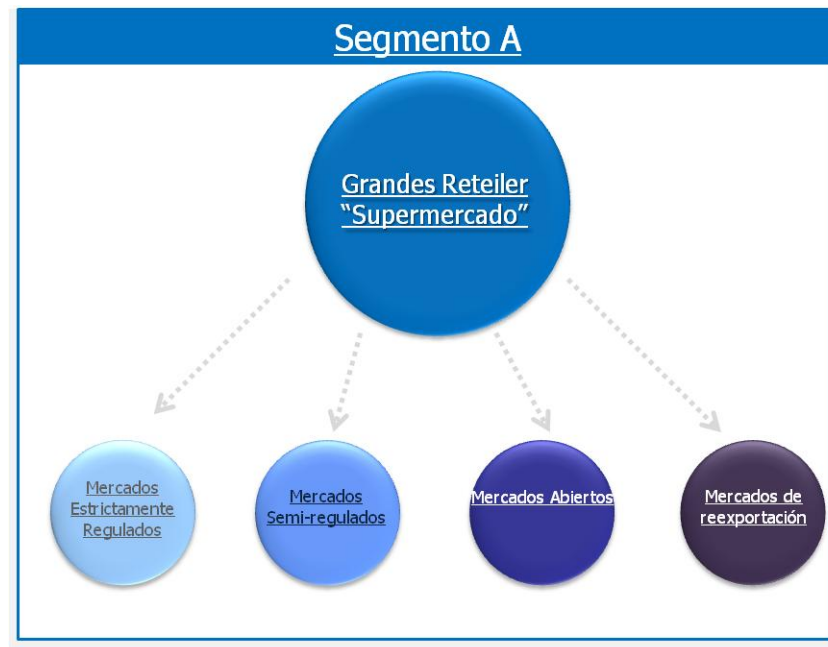 Segmento A
Grandes Reteiler
“Supermercado”
Mercados
Estrictamente
Regulados
Mercados
Semi-regulados
Mercados Abiertos
Mercados de
reexportación